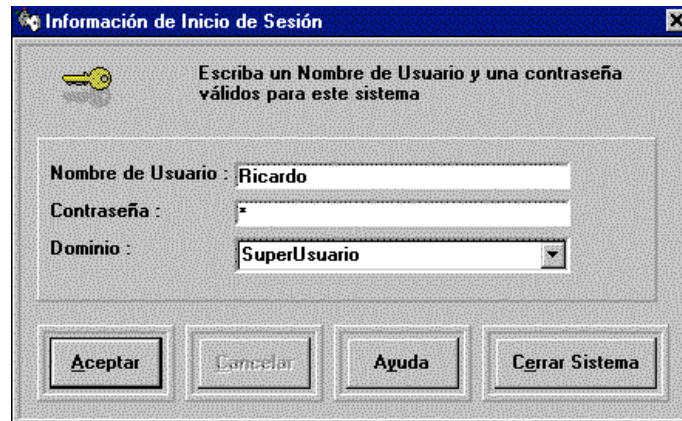 Información de Inicio de Sesión
Escriba un Nombre de Usuario y una contraseña
válidos para este sistema
Nombre de Usuario : Ricardo
Contraseña : *
Dominio : SuperUsuario
Aceptar Cancelar Ayuda Cerrar Sistema